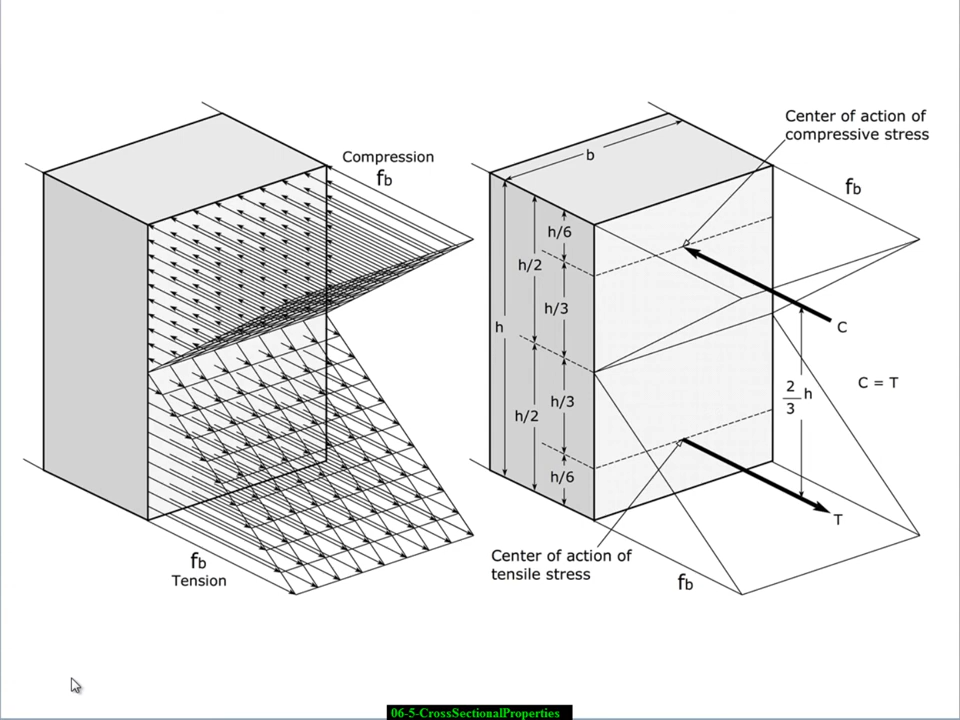 Compression
fb
fb
Tension
Center of action of
compressive stress
b
fb
h/6
h/2
h/3
h
C
2
3
h
C = T
h/3
h/2
h/6
T
Center of action of
tensile stress
fb
06-5-CrossSectionalProperties